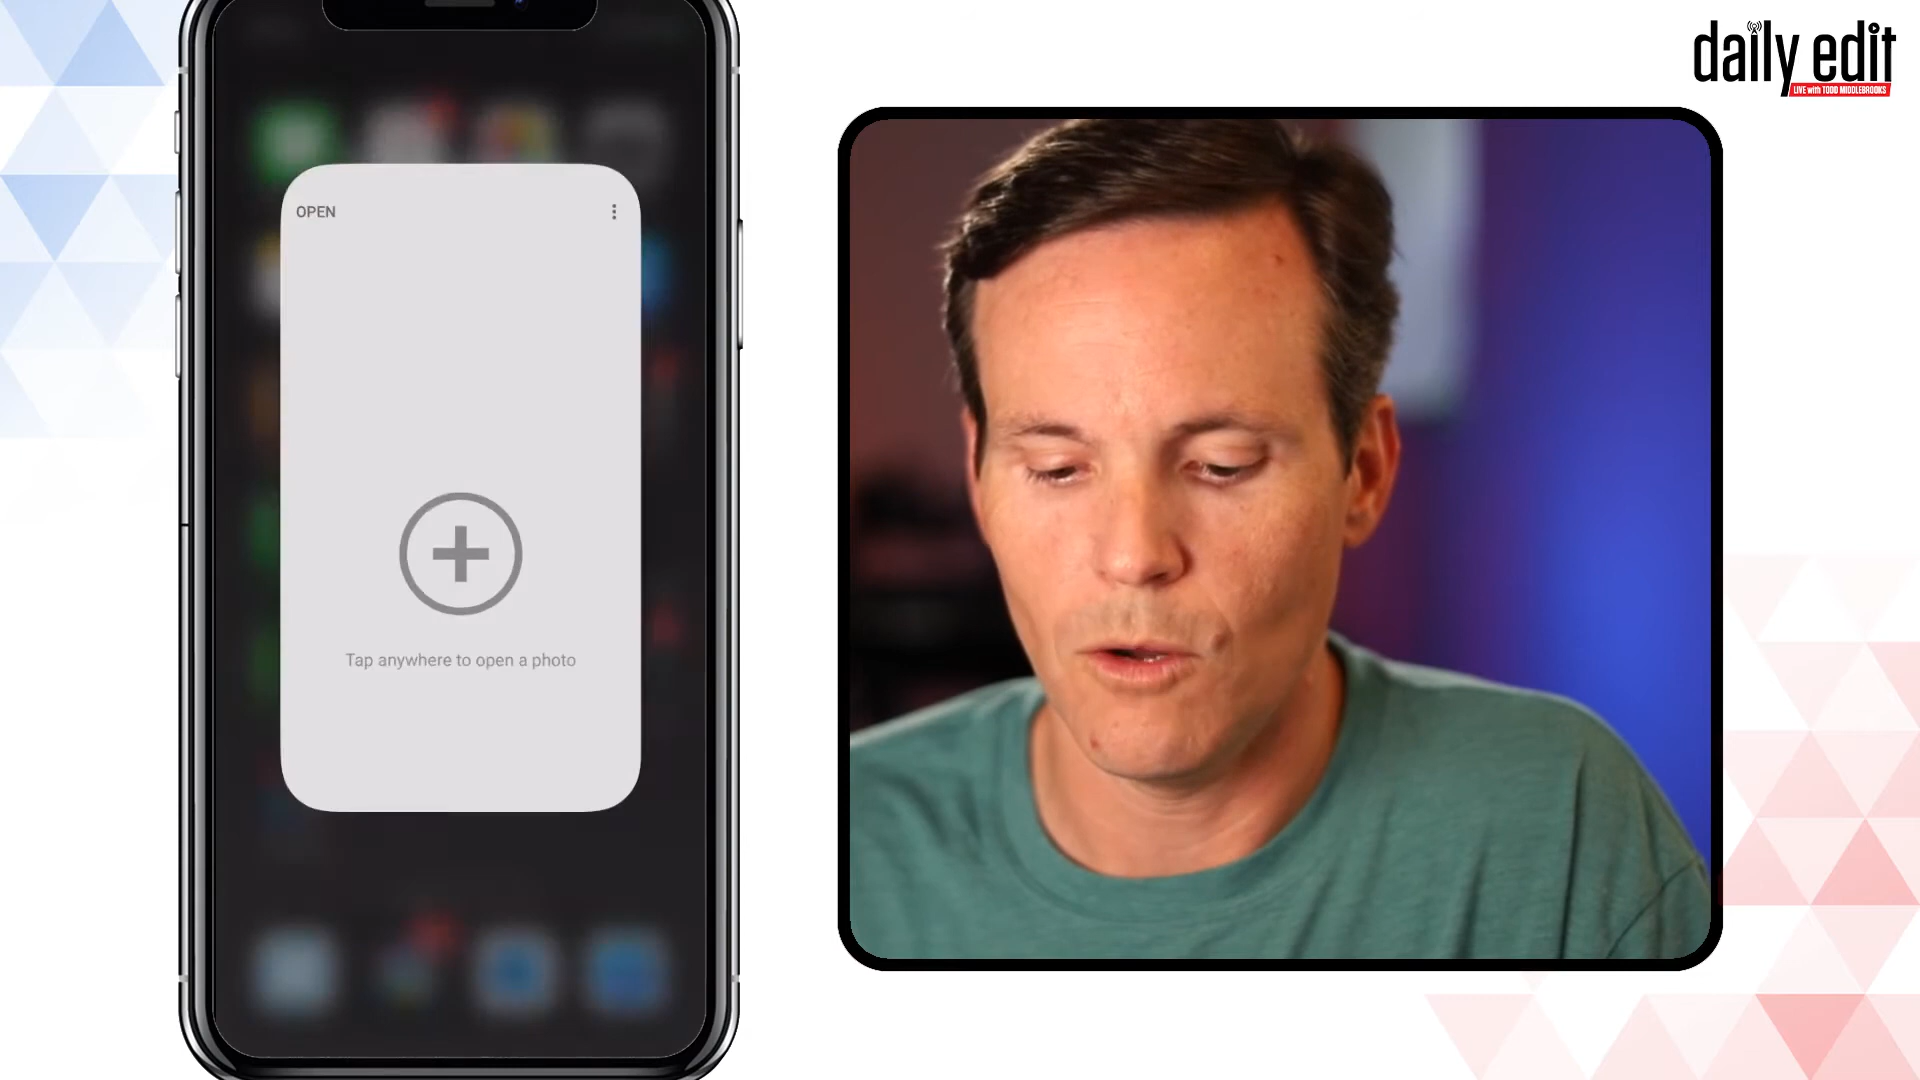 daily edit
LIVE with TODD MIDDLEBROOKS
OPEN
Tap anywhere to open a photo